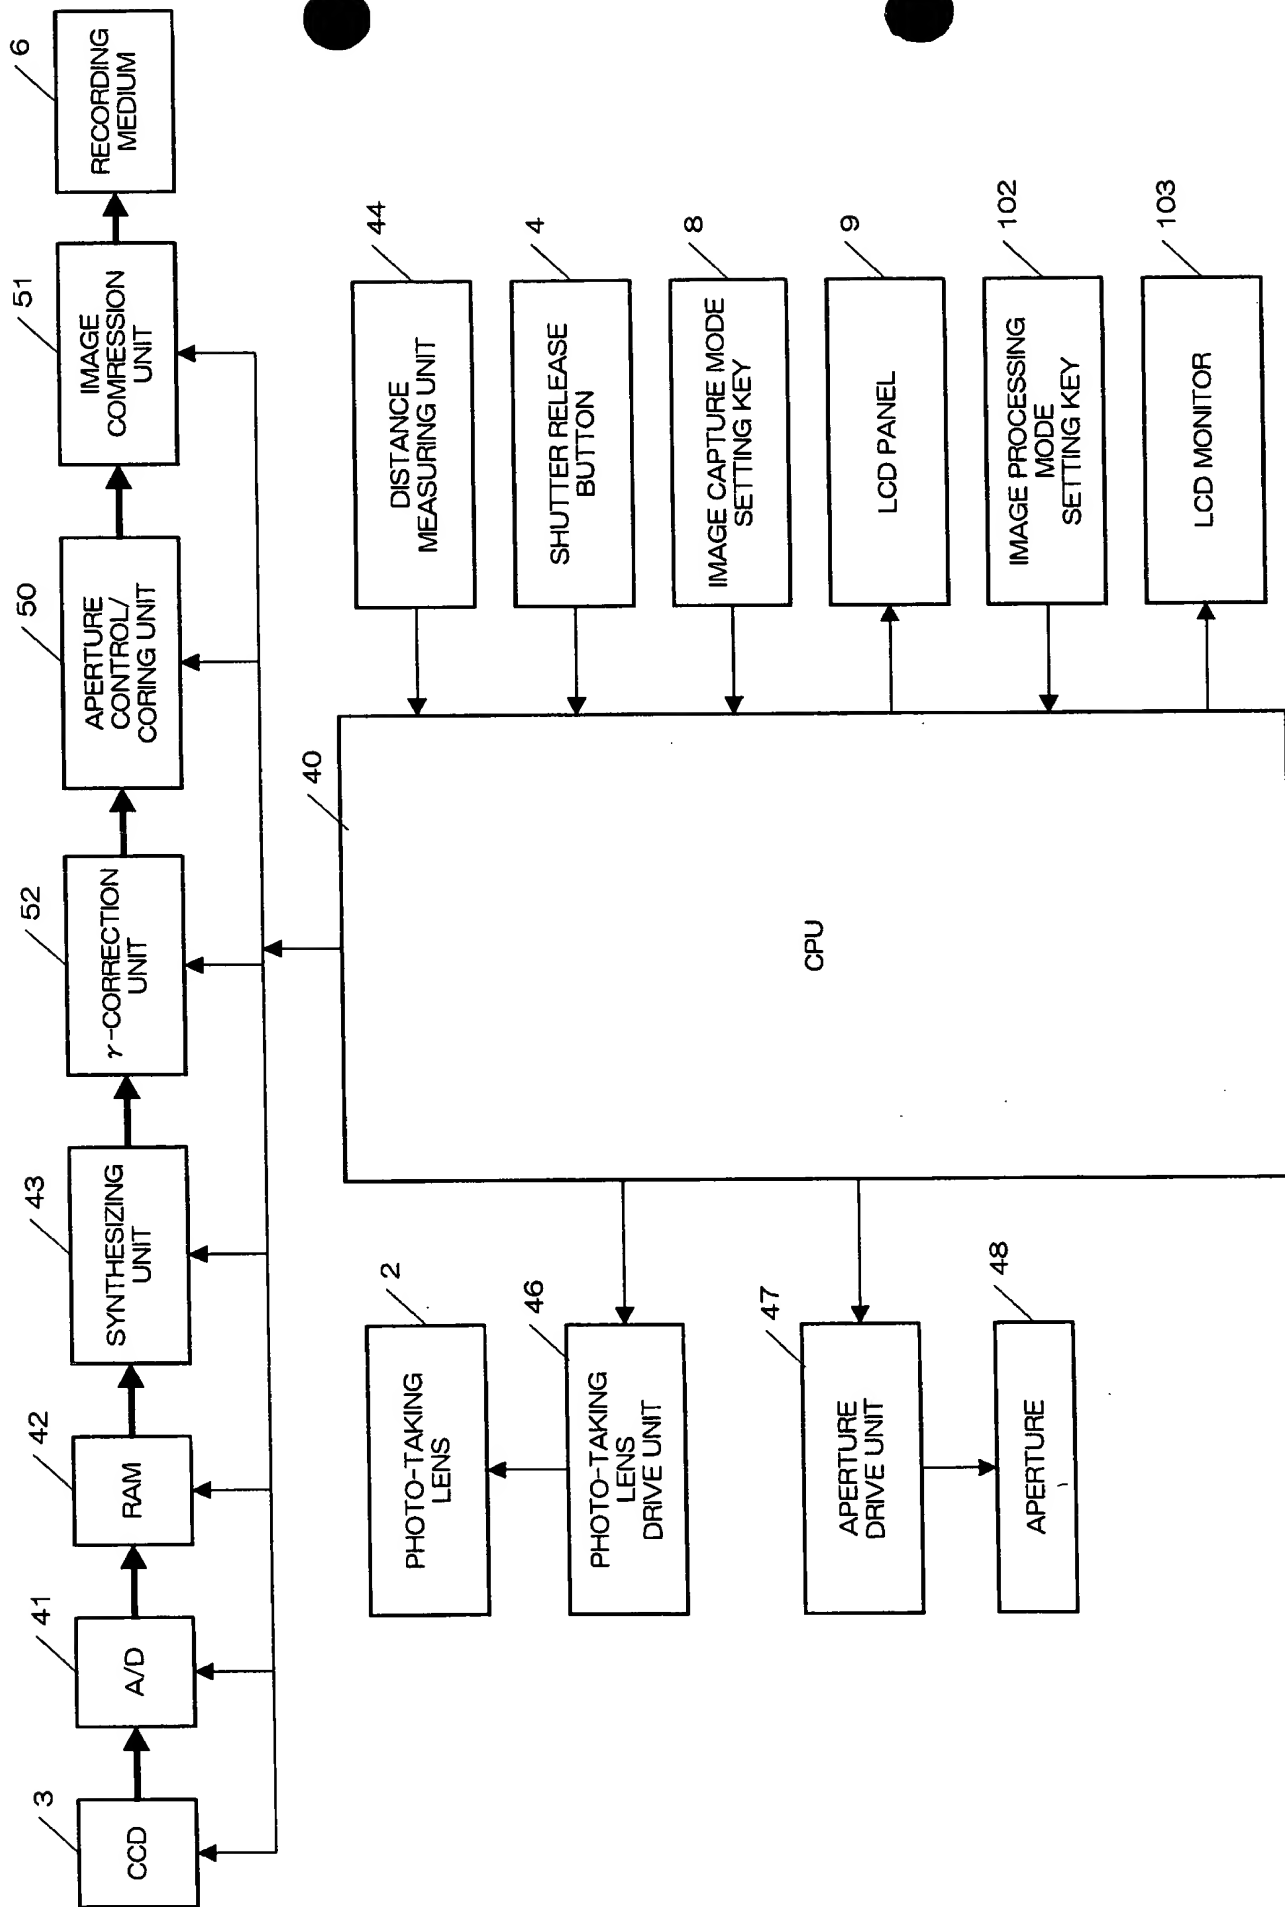 3
CCD
41
A/D
42
RAM
43
SYNTHESIZING
UNIT
52
γ-CORRECTION
UNIT
50
APERTURE
CONTROL/
CORING UNIT
51
IMAGE
COMRESSION
UNIT
6
RECORDING
MEDIUM
40
CPU
2
PHOTO-TAKING
LENS
46
PHOTO-TAKING
LENS
DRIVE UNIT
47
APERTURE
DRIVE UNIT
48
APERTURE
44
DISTANCE
MEASURING UNIT
4
SHUTTER RELEASE
BUTTON
8
IMAGE CAPTURE MODE
SETTING KEY
9
LCD PANEL
102
IMAGE PROCESSING
MODE
SETTING KEY
103
LCD MONITOR